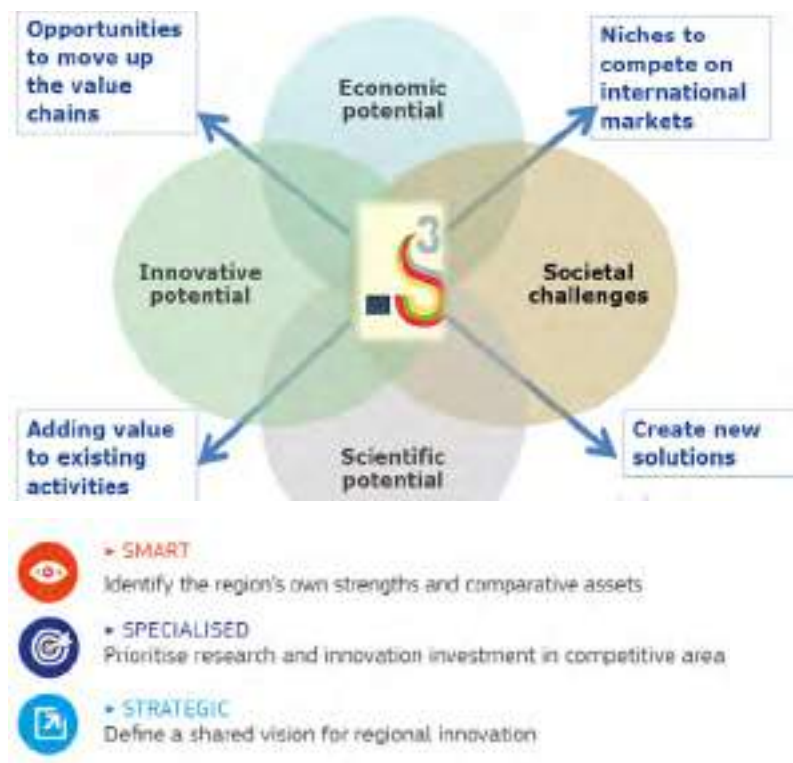 Opportunities
to move up
the value
chains
Economic
potential
Niches to
compete on
international
markets
Innovative
potential
S3
Societal
challenges
Adding value
to existing
activities
Scientific
potential
Create new
solutions
▸ SMART
Identify the region's own strengths and comparative assets
▸ SPECIALISED
Prioritise research and innovation investment in competitive area
▸ STRATEGIC
Define a shared vision for regional innovation